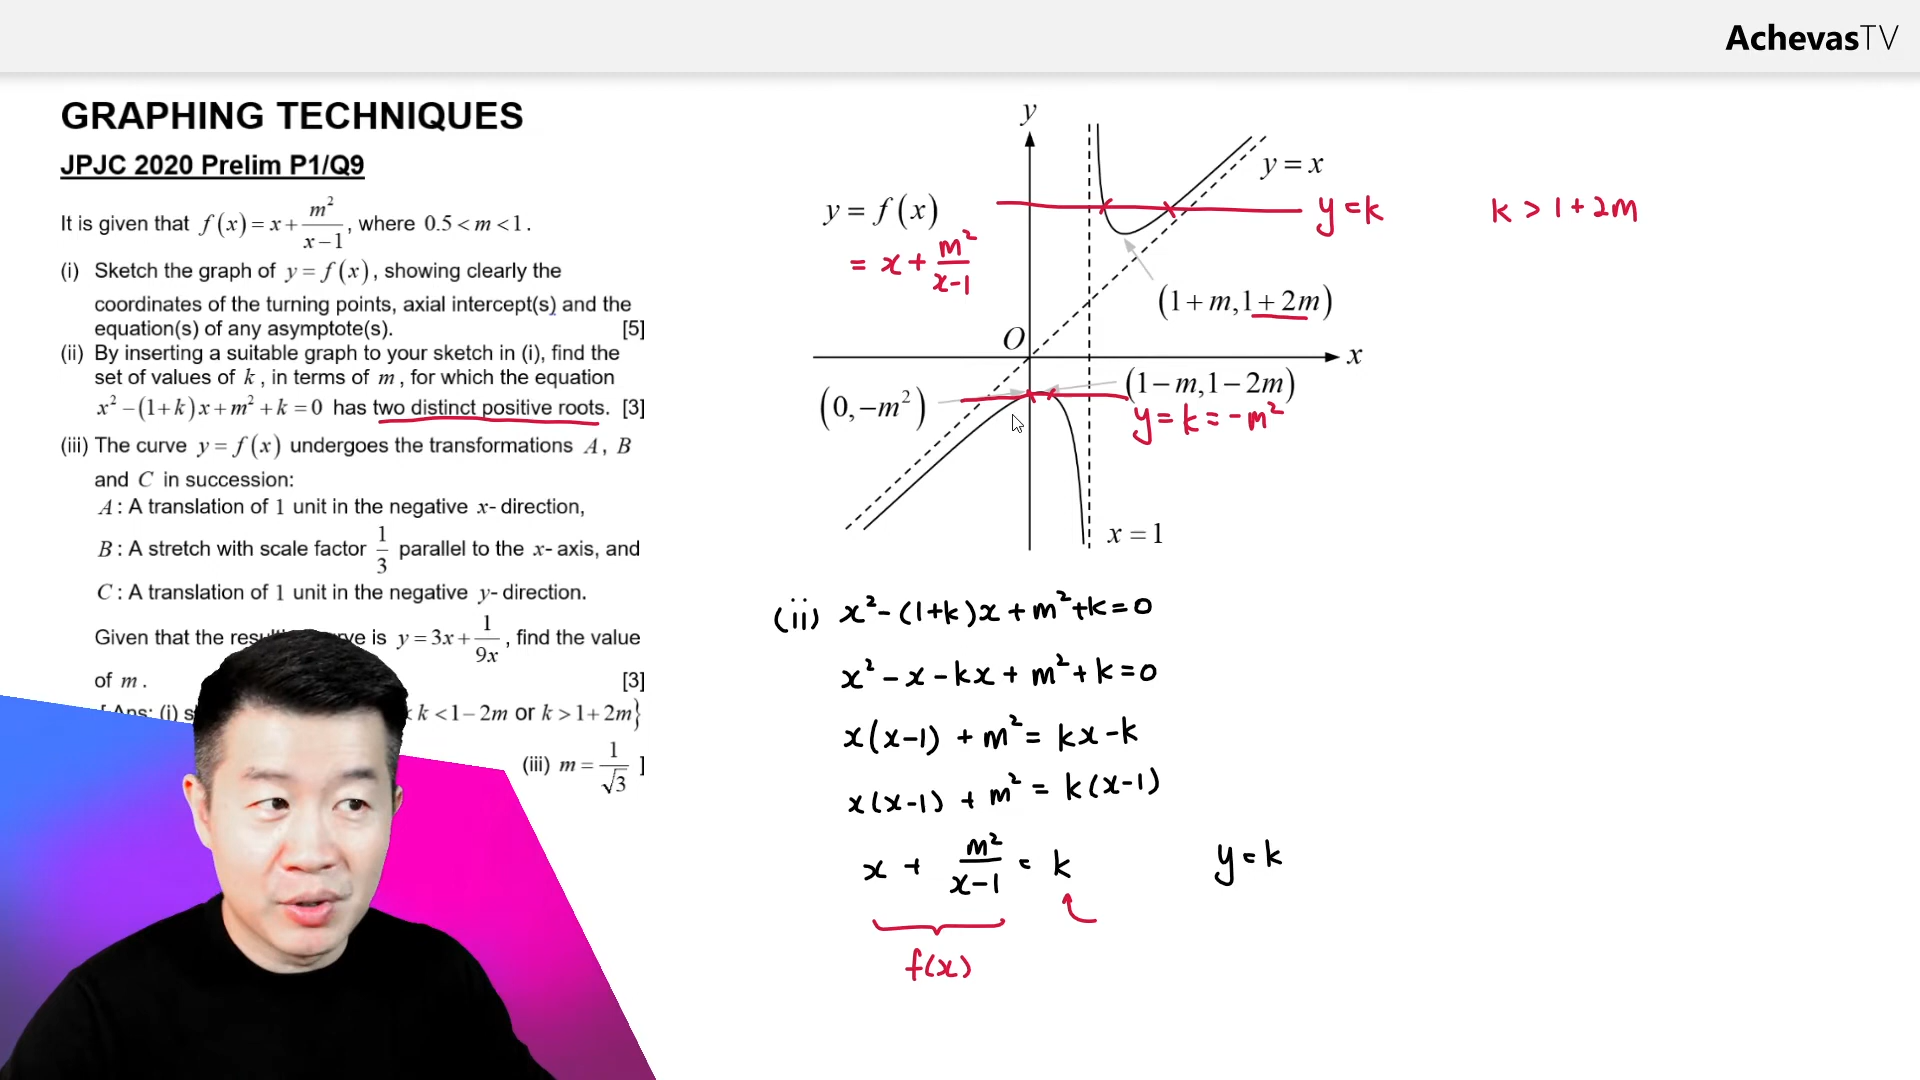 AchevasTV
GRAPHING TECHNIQUES
JPJC 2020 Prelim P1/Q9
It is given that f(x) = x + m²/(x−1), where 0.5 < m < 1.
(i) Sketch the graph of y = f(x), showing clearly the
coordinates of the turning points, axial intercept(s) and the
equation(s) of any asymptote(s). [5]
(ii) By inserting a suitable graph to your sketch in (i), find the
set of values of k, in terms of m, for which the equation
x² − (1+k)x + m² + k = 0 has two distinct positive roots. [3]
(iii) The curve y = f(x) undergoes the transformations A, B
and C in succession:
A: A translation of 1 unit in the negative x- direction,
B: A stretch with scale factor 1/3 parallel to the x- axis, and
C: A translation of 1 unit in the negative y- direction.
Given that the is y = 3x + 1/(9x), find the value
of m. [3]
[Ans: (i) k < 1 − 2m or k > 1 + 2m}
(iii) m = 1/√3 ]
y
y = x
y = f(x)
= x + m²/(x−1)
y = k
k > 1 + 2m
(1 + m, 1 + 2m)
O
x
(0, −m²)
(1 − m, 1 − 2m)
y = k = −m²
x = 1
(ii) x² − (1+k)x + m² + k = 0
x² − x − kx + m² + k = 0
x(x−1) + m² = kx − k
x(x−1) + m² = k(x−1)
x + m²/(x−1) = k
y = k
f(x)